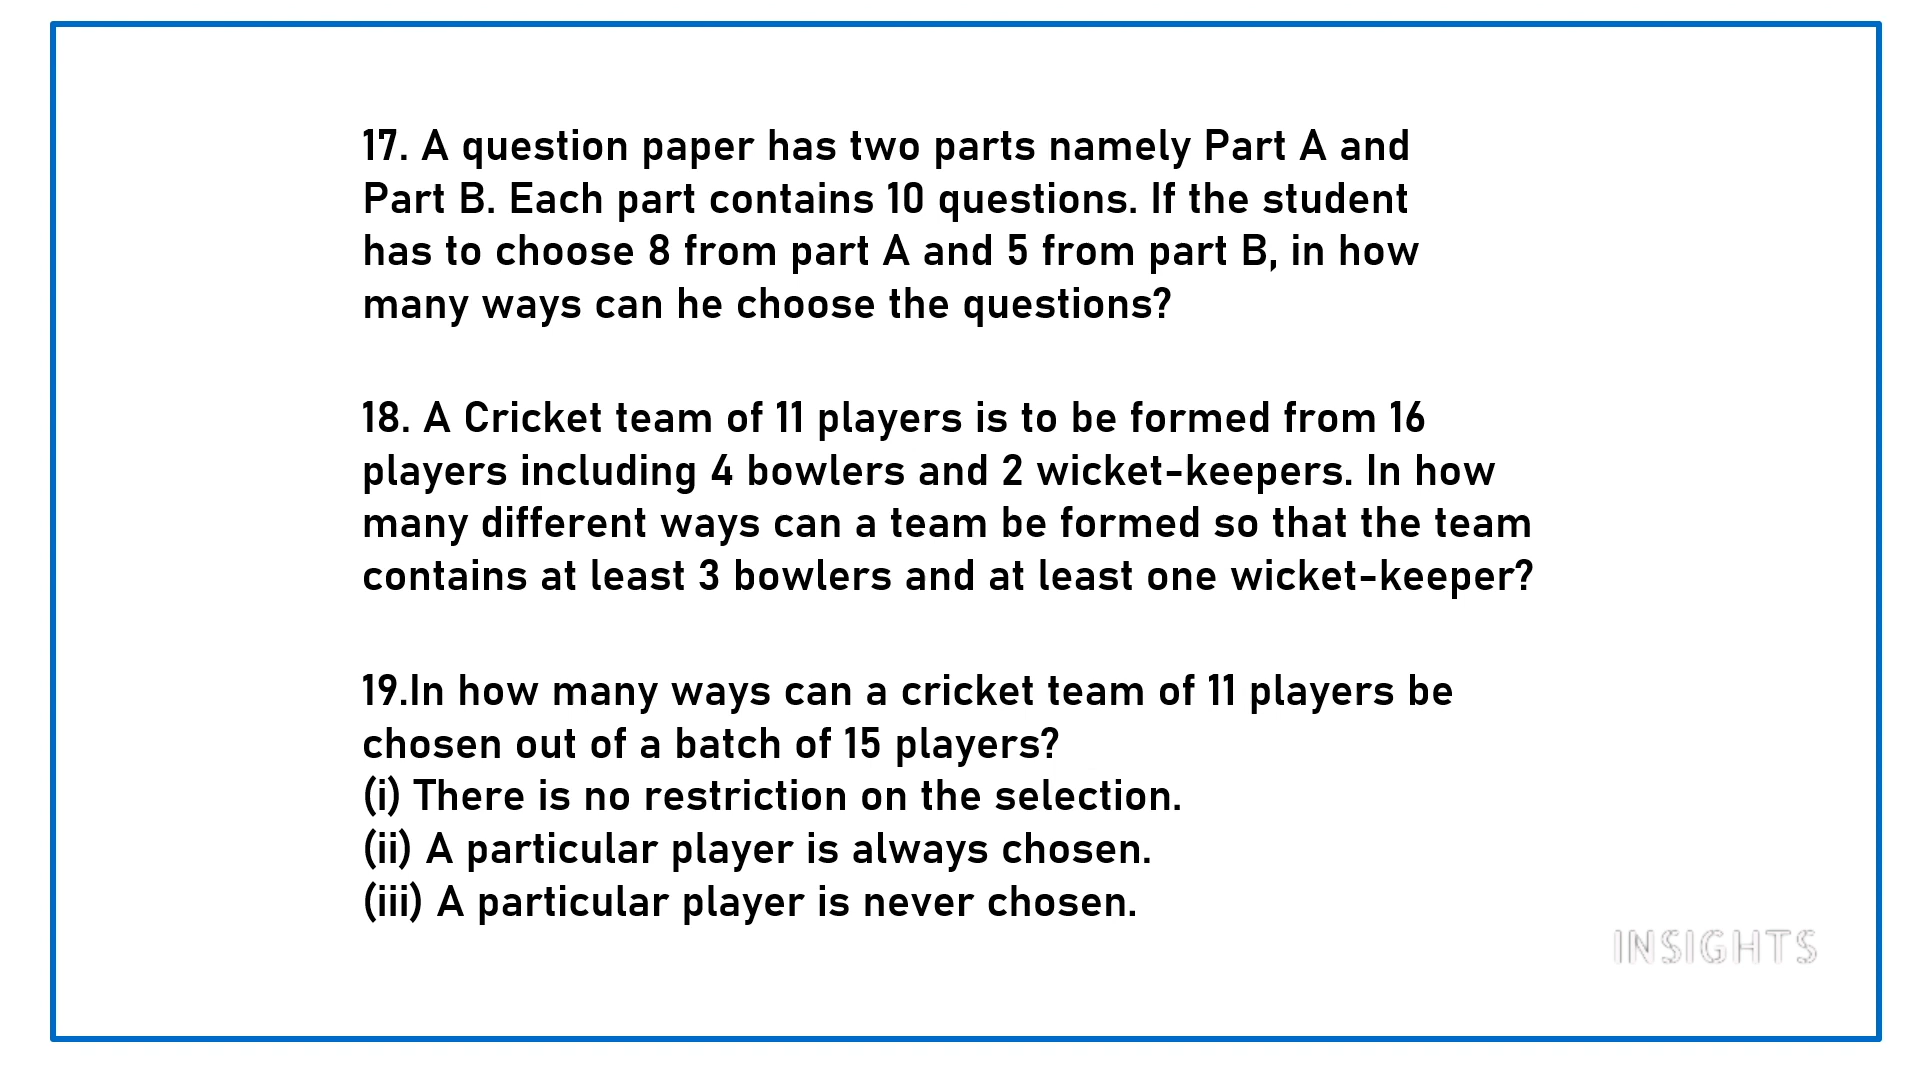 17. A question paper has two parts namely Part A and
Part B. Each part contains 10 questions. If the student
has to choose 8 from part A and 5 from part B, in how
many ways can he choose the questions?
18. A Cricket team of 11 players is to be formed from 16
players including 4 bowlers and 2 wicket-keepers. In how
many different ways can a team be formed so that the team
contains at least 3 bowlers and at least one wicket-keeper?
19.In how many ways can a cricket team of 11 players be
chosen out of a batch of 15 players?
(i) There is no restriction on the selection.
(ii) A particular player is always chosen.
(iii) A particular player is never chosen.
INSIGHTS